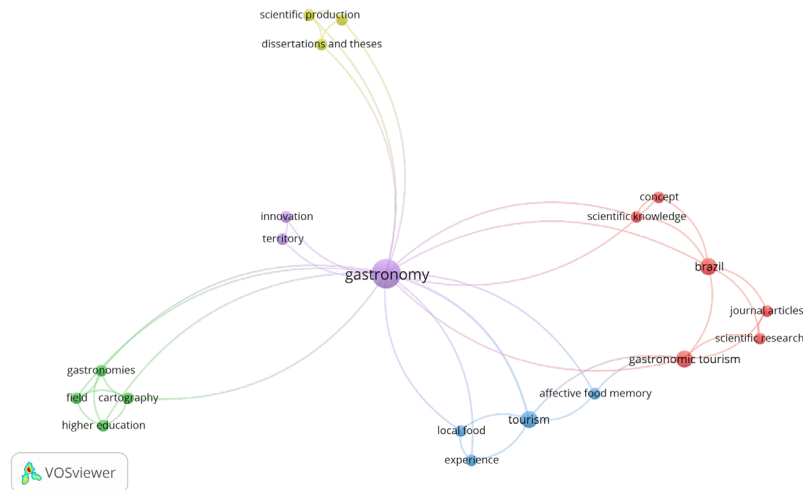 scientific production
dissertations and theses
concept
innovation
scientific knowledge
territory
gastronomy
brazil
journal articles
scientific research
gastronomic tourism
gastronomies
affective food memory
field
cartography
tourism
higher education
local food
experience
VOSviewer